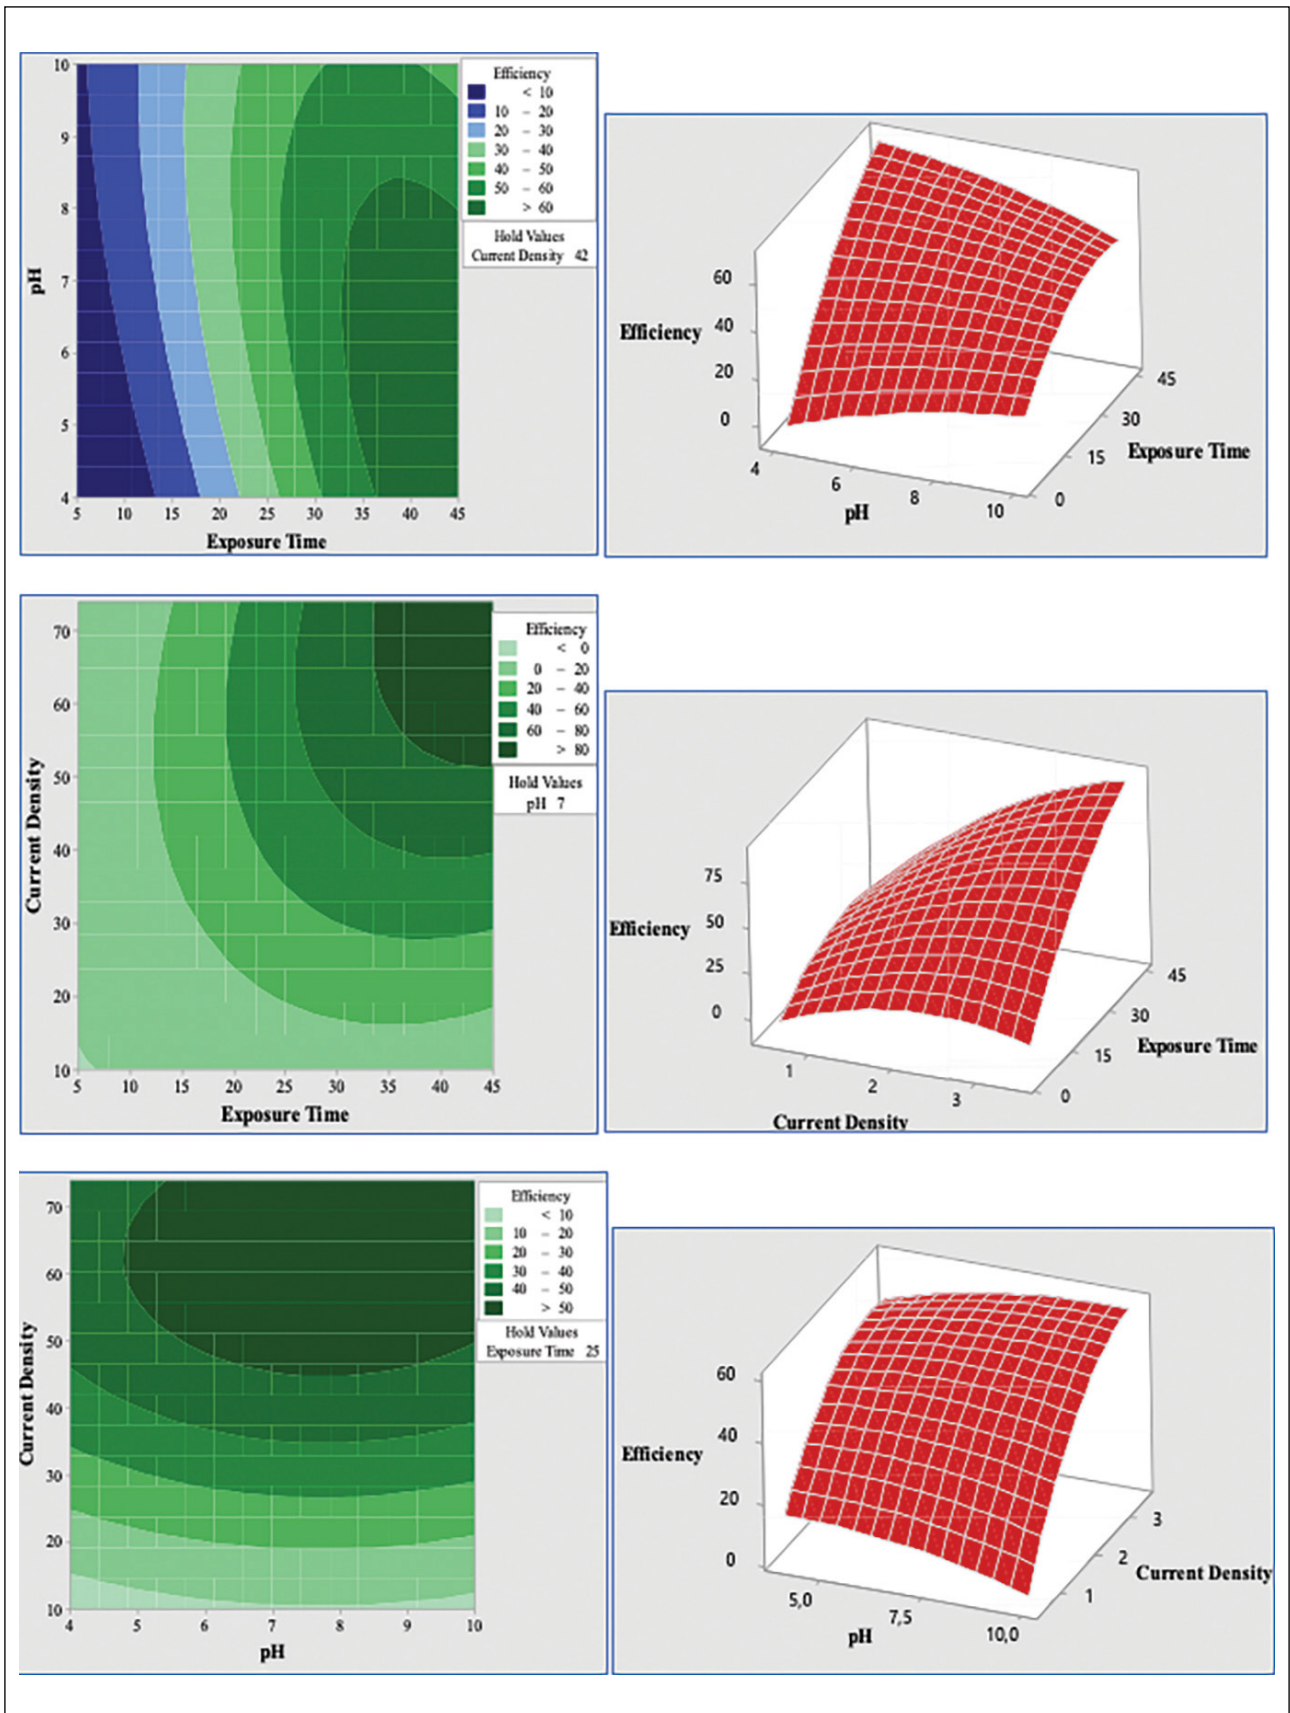 10
9
8
7
6
5
4
pH
5 10 15 20 25 30 35 40 45
Exposure Time
Efficiency
< 10
10 – 20
20 – 30
30 – 40
40 – 50
50 – 60
> 60
Hold Values
Current Density 42
60
40
20
0
Efficiency
4 6 8 10
pH
0 15 30 45
Exposure Time
70
60
50
40
30
20
10
Current Density
5 10 15 20 25 30 35 40 45
Exposure Time
Efficiency
< 0
0 – 20
20 – 40
40 – 60
60 – 80
> 80
Hold Values
pH 7
75
50
25
0
Efficiency
1 2 3
Current Density
0 15 30 45
Exposure Time
70
60
50
40
30
20
10
Current Density
4 5 6 7 8 9 10
pH
Efficiency
< 10
10 – 20
20 – 30
30 – 40
40 – 50
> 50
Hold Values
Exposure Time 25
60
40
20
0
Efficiency
5,0 7,5 10,0
pH
1 2 3
Current Density